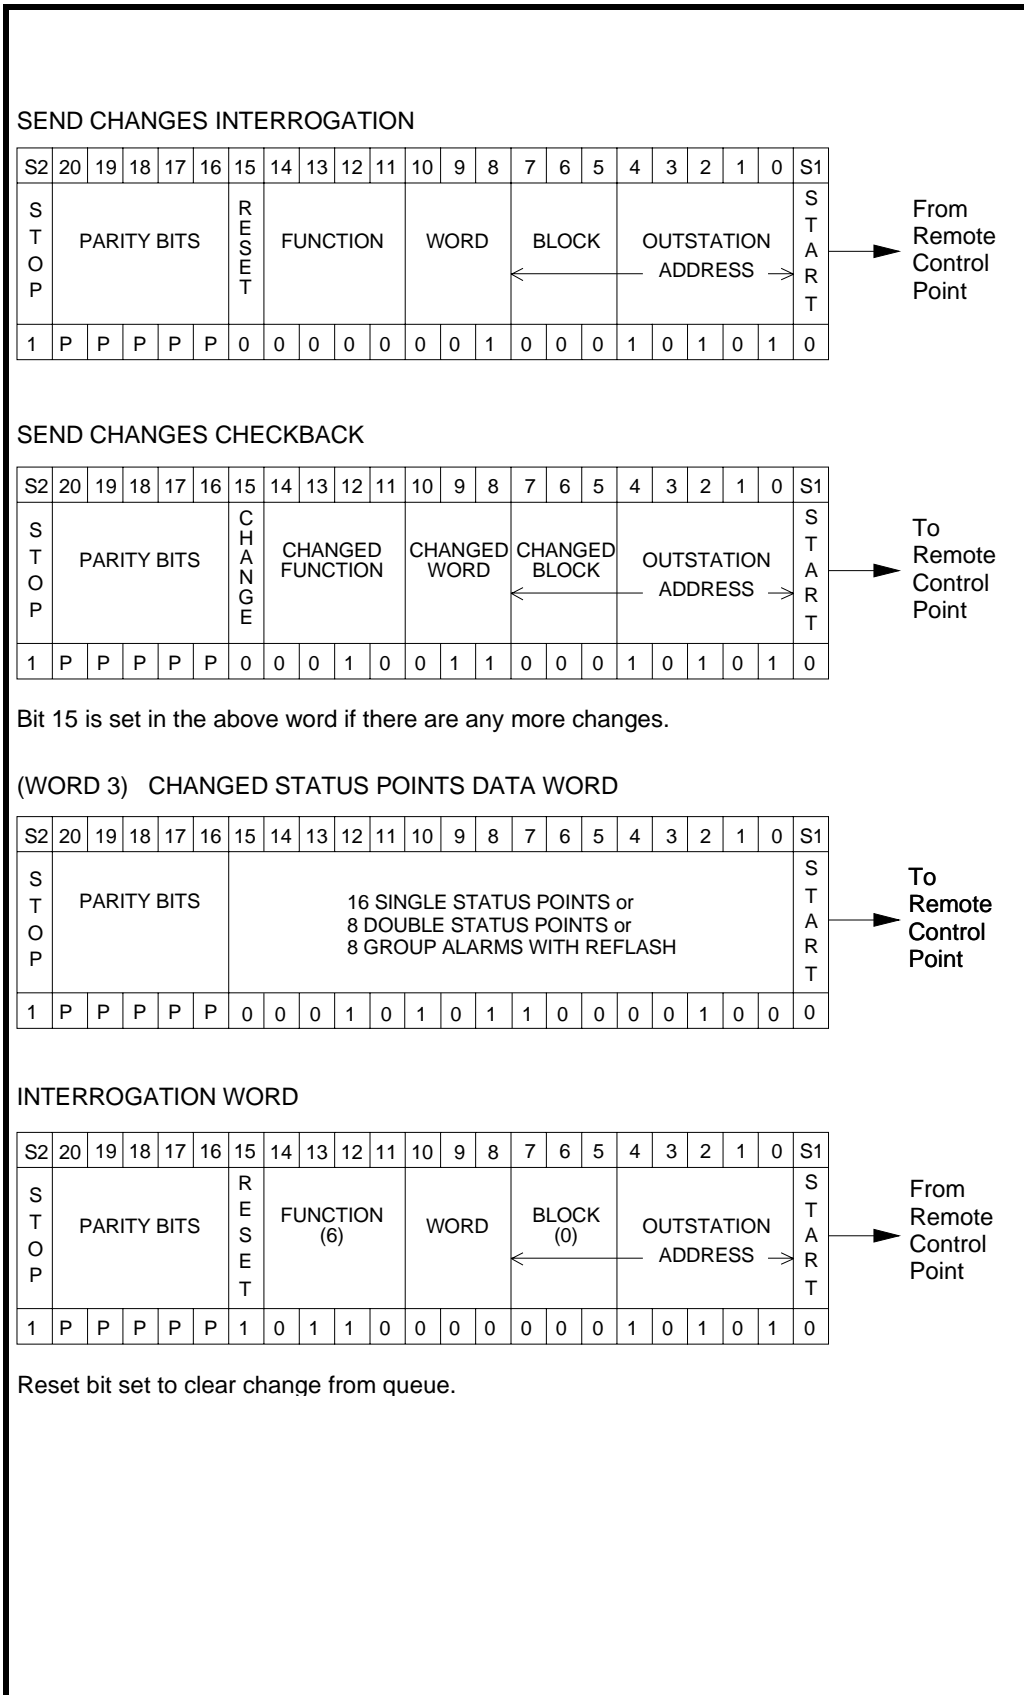 SEND CHANGES INTERROGATION
S2 20 19 18 17 16 15 14 13 12 11 10 9 8 7 6 5 4 3 2 1 0 S1
STOP PARITY BITS RESET FUNCTION WORD BLOCK OUTSTATION ADDRESS START
1 P P P P P 0 0 0 0 0 0 0 1 0 0 0 1 0 1 0 1 0
From
Remote
Control
Point
SEND CHANGES CHECKBACK
S2 20 19 18 17 16 15 14 13 12 11 10 9 8 7 6 5 4 3 2 1 0 S1
STOP PARITY BITS CHANGE CHANGED FUNCTION CHANGED WORD CHANGED BLOCK OUTSTATION ADDRESS START
1 P P P P P 0 0 0 1 0 0 1 1 0 0 0 1 0 1 0 1 0
To
Remote
Control
Point
Bit 15 is set in the above word if there are any more changes.
(WORD 3) CHANGED STATUS POINTS DATA WORD
S2 20 19 18 17 16 15 14 13 12 11 10 9 8 7 6 5 4 3 2 1 0 S1
STOP PARITY BITS START
16 SINGLE STATUS POINTS or
8 DOUBLE STATUS POINTS or
8 GROUP ALARMS WITH REFLASH
1 P P P P P 0 0 0 1 0 1 0 1 1 0 0 0 0 1 0 0 0
To
Remote
Control
Point
INTERROGATION WORD
S2 20 19 18 17 16 15 14 13 12 11 10 9 8 7 6 5 4 3 2 1 0 S1
STOP PARITY BITS RESET FUNCTION (6) WORD BLOCK (0) OUTSTATION ADDRESS START
1 P P P P P 1 0 1 1 0 0 0 0 0 0 0 1 0 1 0 1 0
From
Remote
Control
Point
Reset bit set to clear change from queue.